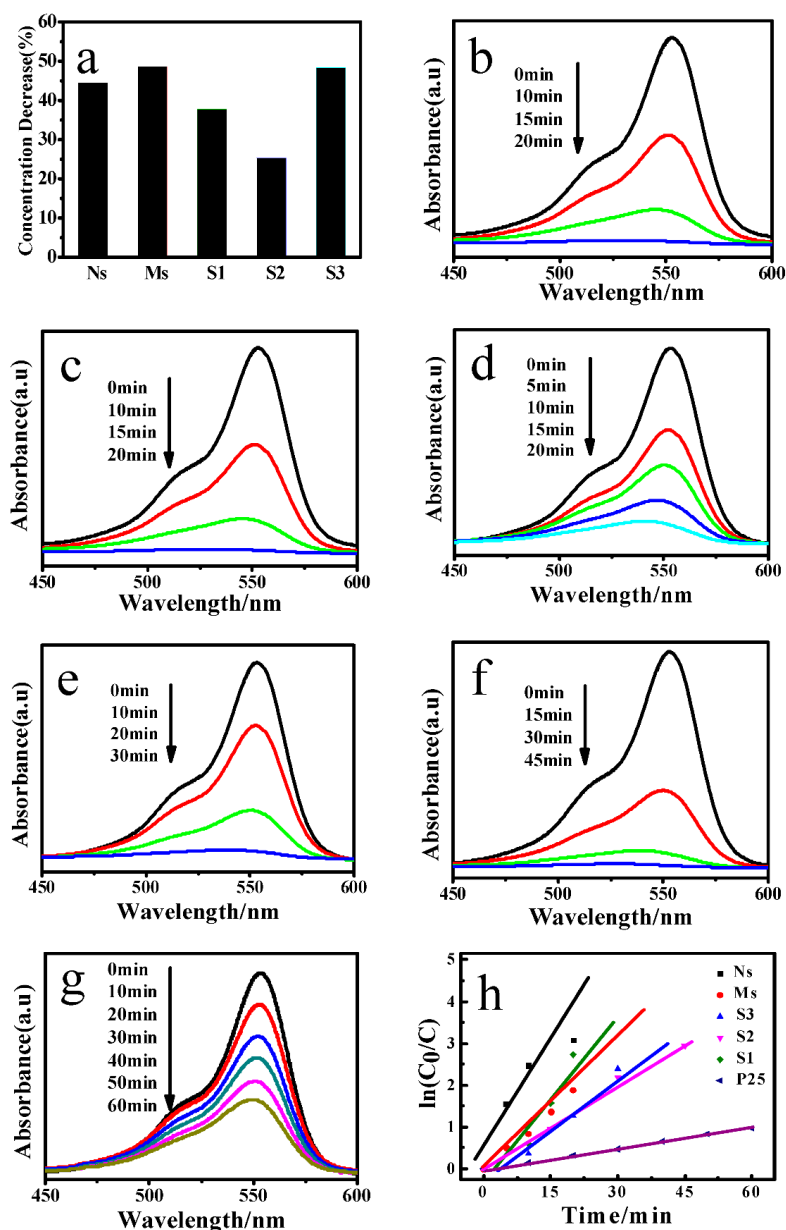 a
Concentration Decrease(%)
60
50
40
30
20
10
0
Ns Ms S1 S2 S3
b
Absorbance(a.u)
0min
10min
15min
20min
450 500 550 600
Wavelength/nm
c
Absorbance(a.u)
0min
10min
15min
20min
450 500 550 600
Wavelength/nm
d
Absorbance(a.u)
0min
5min
10min
15min
20min
450 500 550 600
Wavelength/nm
e
Absorbance(a.u)
0min
10min
20min
30min
450 500 550 600
Wavelength/nm
f
Absorbance(a.u)
0min
15min
30min
45min
450 500 550 600
Wavelength/nm
g
Absorbance(a.u)
0min
10min
20min
30min
40min
50min
60min
450 500 550 600
Wavelength/nm
h
ln(C0/C)
5
4
3
2
1
0
Ns
Ms
S3
S2
S1
P25
0 15 30 45 60
Time/min